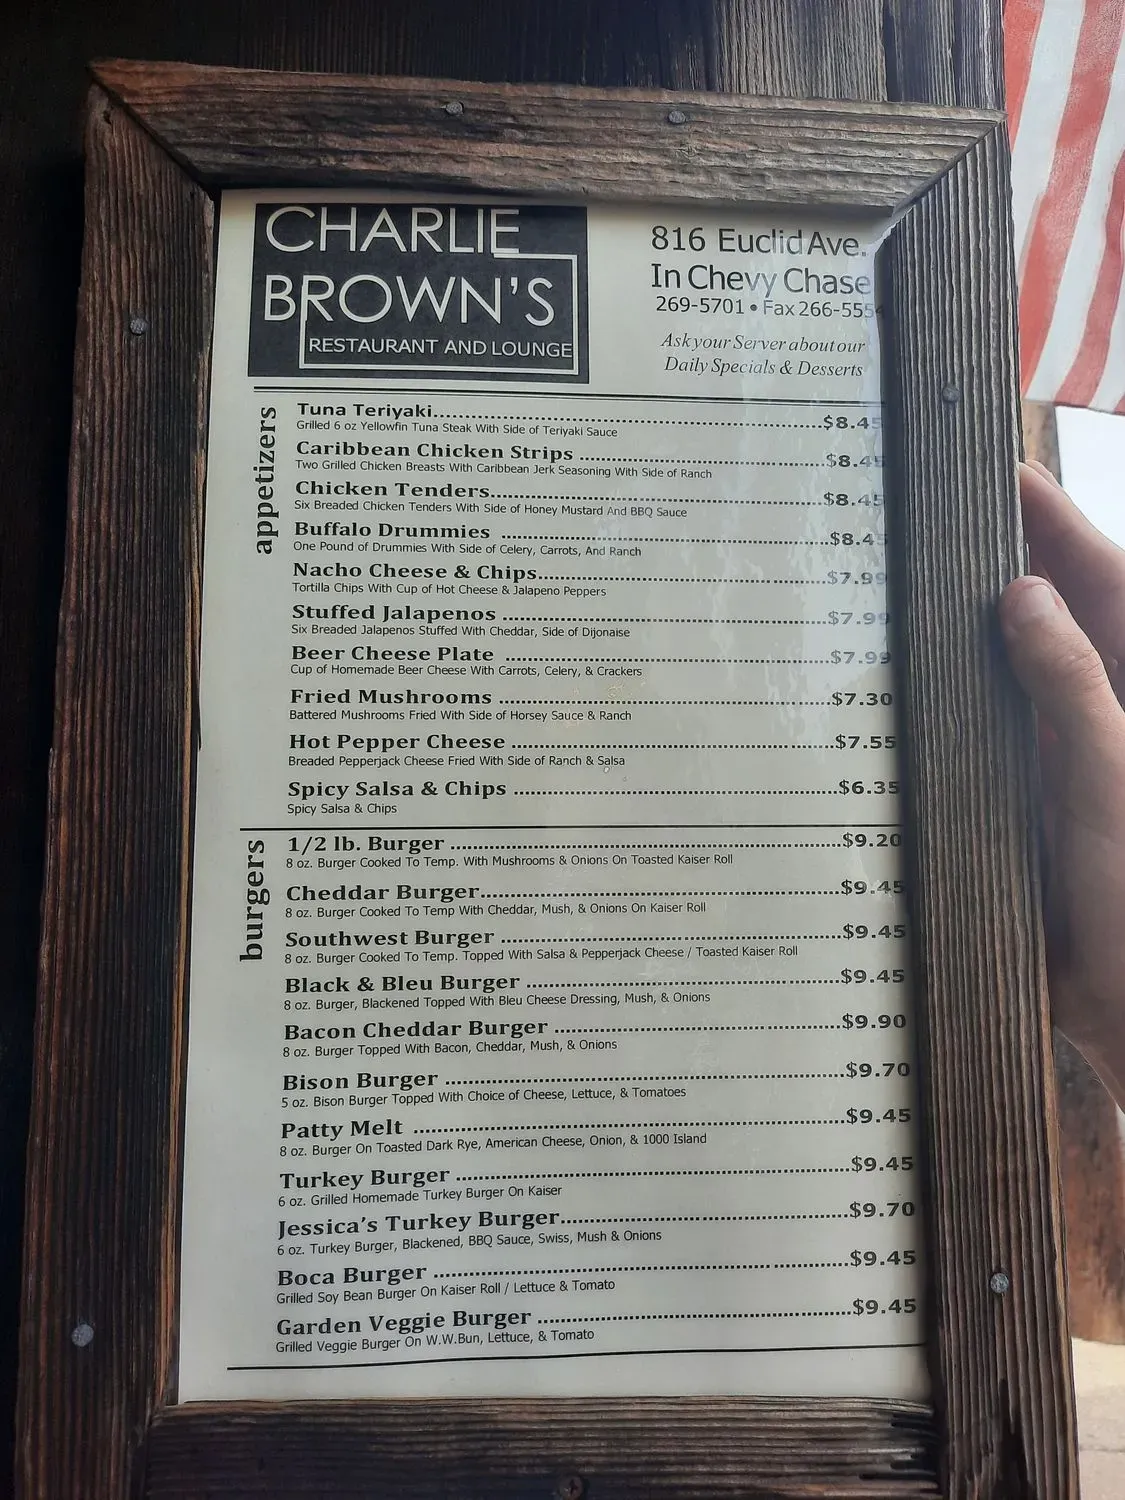 CHARLIE
BROWN'S
RESTAURANT AND LOUNGE
816 Euclid Ave.
In Chevy Chase
269-5701 • Fax 266-5554
Ask your Server about our
Daily Specials & Desserts
appetizers
Tuna Teriyaki........$8.45
Grilled 6 oz Yellowfin Tuna Steak With Side of Teriyaki Sauce
Caribbean Chicken Strips ........$8.45
Two Grilled Chicken Breasts With Caribbean Jerk Seasoning With Side of Ranch
Chicken Tenders........$8.45
Six Breaded Chicken Tenders With Side of Honey Mustard And BBQ Sauce
Buffalo Drummies ........$8.45
One Pound of Drummies With Side of Celery, Carrots, And Ranch
Nacho Cheese & Chips........$7.99
Tortilla Chips With Cup of Hot Cheese & Jalapeno Peppers
Stuffed Jalapenos ........$7.99
Six Breaded Jalapenos Stuffed With Cheddar, Side of Dijonaise
Beer Cheese Plate ........$7.99
Cup of Homemade Beer Cheese With Carrots, Celery, & Crackers
Fried Mushrooms ........$7.30
Battered Mushrooms Fried With Side of Horsey Sauce & Ranch
Hot Pepper Cheese ........$7.55
Breaded Pepperjack Cheese Fried With Side of Ranch & Salsa
Spicy Salsa & Chips ........$6.35
Spicy Salsa & Chips
burgers
1/2 lb. Burger ........$9.20
8 oz. Burger Cooked To Temp. With Mushrooms & Onions On Toasted Kaiser Roll
Cheddar Burger........$9.45
8 oz. Burger Cooked To Temp With Cheddar, Mush, & Onions On Kaiser Roll
Southwest Burger ........$9.45
8 oz. Burger Cooked To Temp. Topped With Salsa & Pepperjack Cheese / Toasted Kaiser Roll
Black & Bleu Burger ........$9.45
8 oz. Burger, Blackened Topped With Bleu Cheese Dressing, Mush, & Onions
Bacon Cheddar Burger ........$9.90
8 oz. Burger Topped With Bacon, Cheddar, Mush, & Onions
Bison Burger ........$9.70
5 oz. Bison Burger Topped With Choice of Cheese, Lettuce, & Tomatoes
Patty Melt ........$9.45
8 oz. Burger On Toasted Dark Rye, American Cheese, Onion, & 1000 Island
Turkey Burger ........$9.45
6 oz. Grilled Homemade Turkey Burger On Kaiser
Jessica's Turkey Burger........$9.70
6 oz. Turkey Burger, Blackened, BBQ Sauce, Swiss, Mush & Onions
Boca Burger ........$9.45
Grilled Soy Bean Burger On Kaiser Roll / Lettuce & Tomato
Garden Veggie Burger ........$9.45
Grilled Veggie Burger On W.W.Bun, Lettuce, & Tomato